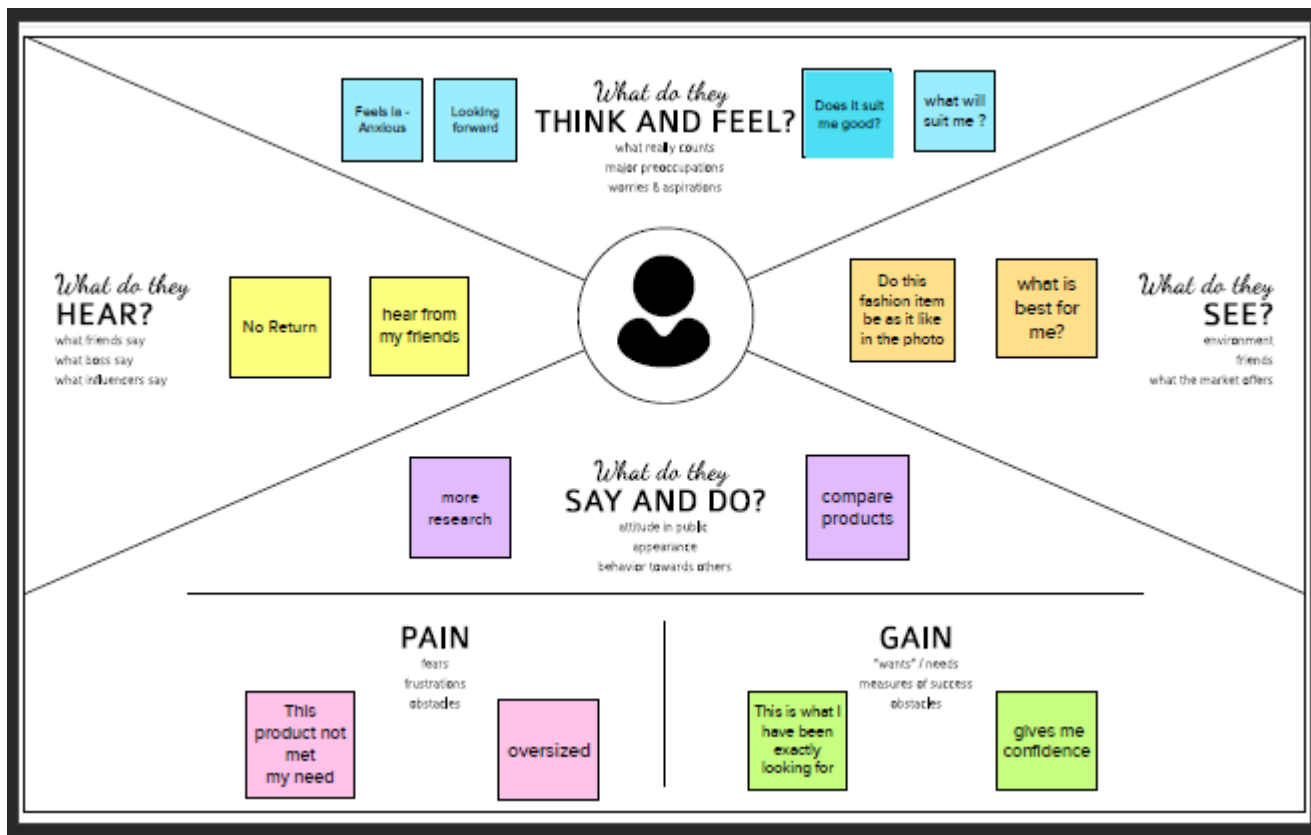 What do they
THINK AND FEEL?
what really counts
major preoccupations
worries & aspirations
Feels la -
Anxious
Looking
forward
Does it suit
me good?
what will
suit me ?
What do they
HEAR?
what friends say
what boss say
what influencers say
No Return
hear from
my friends
Do this
fashion item
be as it like
in the photo
what is
best for
me?
What do they
SEE?
environment
friends
what the market offers
more
research
What do they
SAY AND DO?
attitude in public
appearance
behavior towards others
compare
products
PAIN
fears
frustrations
obstacles
This
product not
met
my need
oversized
GAIN
"wants" / needs
measures of success
obstacles
This is what I
have been
exactly
looking for
gives me
confidence